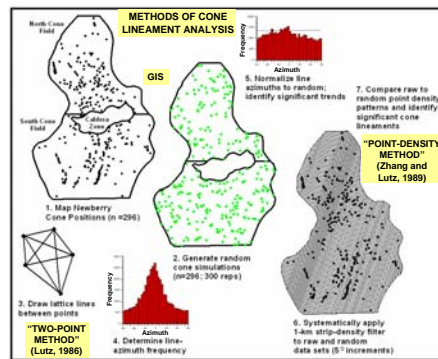 METHODS OF CONE
LINEAMENT ANALYSIS
North Cone
Field
GIS
South Cone
Field
Caldera
Zone
1. Map Newberry
Cone Positions (n =296)
2. Generate random
cone simulations
(n=296; 300 reps)
3. Draw lattice lines
between points
"TWO-POINT
METHOD"
(Lutz, 1986)
Frequency
Azimuth
4. Determine line-
azimuth frequency
Frequency
Azimuth
5. Normalize line
azimuths to random;
identify significant trends
7. Compare raw to
random point density
patterns and identify
significant cone
lineaments
"POINT-DENSITY
METHOD"
(Zhang and
Lutz, 1989)
6. Systematically apply
1-km strip-density filter
to raw and random
data sets (5° increments)